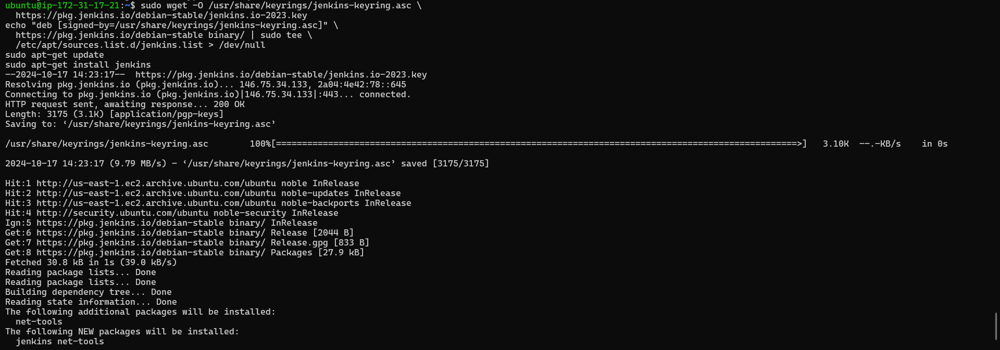 ubuntu@ip-172-31-17-21:~$ sudo wget -O /usr/share/keyrings/jenkins-keyring.asc \
  https://pkg.jenkins.io/debian-stable/jenkins.io-2023.key
echo "deb [signed-by=/usr/share/keyrings/jenkins-keyring.asc]" \
  https://pkg.jenkins.io/debian-stable binary/ | sudo tee \
  /etc/apt/sources.list.d/jenkins.list > /dev/null
sudo apt-get update
sudo apt-get install jenkins
--2024-10-17 14:23:17--  https://pkg.jenkins.io/debian-stable/jenkins.io-2023.key
Resolving pkg.jenkins.io (pkg.jenkins.io)... 146.75.34.133, 2a04:4e42:78::645
Connecting to pkg.jenkins.io (pkg.jenkins.io)|146.75.34.133|:443... connected.
HTTP request sent, awaiting response... 200 OK
Length: 3175 (3.1K) [application/pgp-keys]
Saving to: ‘/usr/share/keyrings/jenkins-keyring.asc’
/usr/share/keyrings/jenkins-keyring.asc        100%[====================================================================================================>]   3.10K  --.-KB/s    in 0s
2024-10-17 14:23:17 (9.79 MB/s) - ‘/usr/share/keyrings/jenkins-keyring.asc’ saved [3175/3175]
Hit:1 http://us-east-1.ec2.archive.ubuntu.com/ubuntu noble InRelease
Hit:2 http://us-east-1.ec2.archive.ubuntu.com/ubuntu noble-updates InRelease
Hit:3 http://us-east-1.ec2.archive.ubuntu.com/ubuntu noble-backports InRelease
Hit:4 http://security.ubuntu.com/ubuntu noble-security InRelease
Ign:5 https://pkg.jenkins.io/debian-stable binary/ InRelease
Get:6 https://pkg.jenkins.io/debian-stable binary/ Release [2044 B]
Get:7 https://pkg.jenkins.io/debian-stable binary/ Release.gpg [833 B]
Get:8 https://pkg.jenkins.io/debian-stable binary/ Packages [27.9 kB]
Fetched 30.8 kB in 1s (39.0 kB/s)
Reading package lists... Done
Reading package lists... Done
Building dependency tree... Done
Reading state information... Done
The following additional packages will be installed:
  net-tools
The following NEW packages will be installed:
  jenkins net-tools